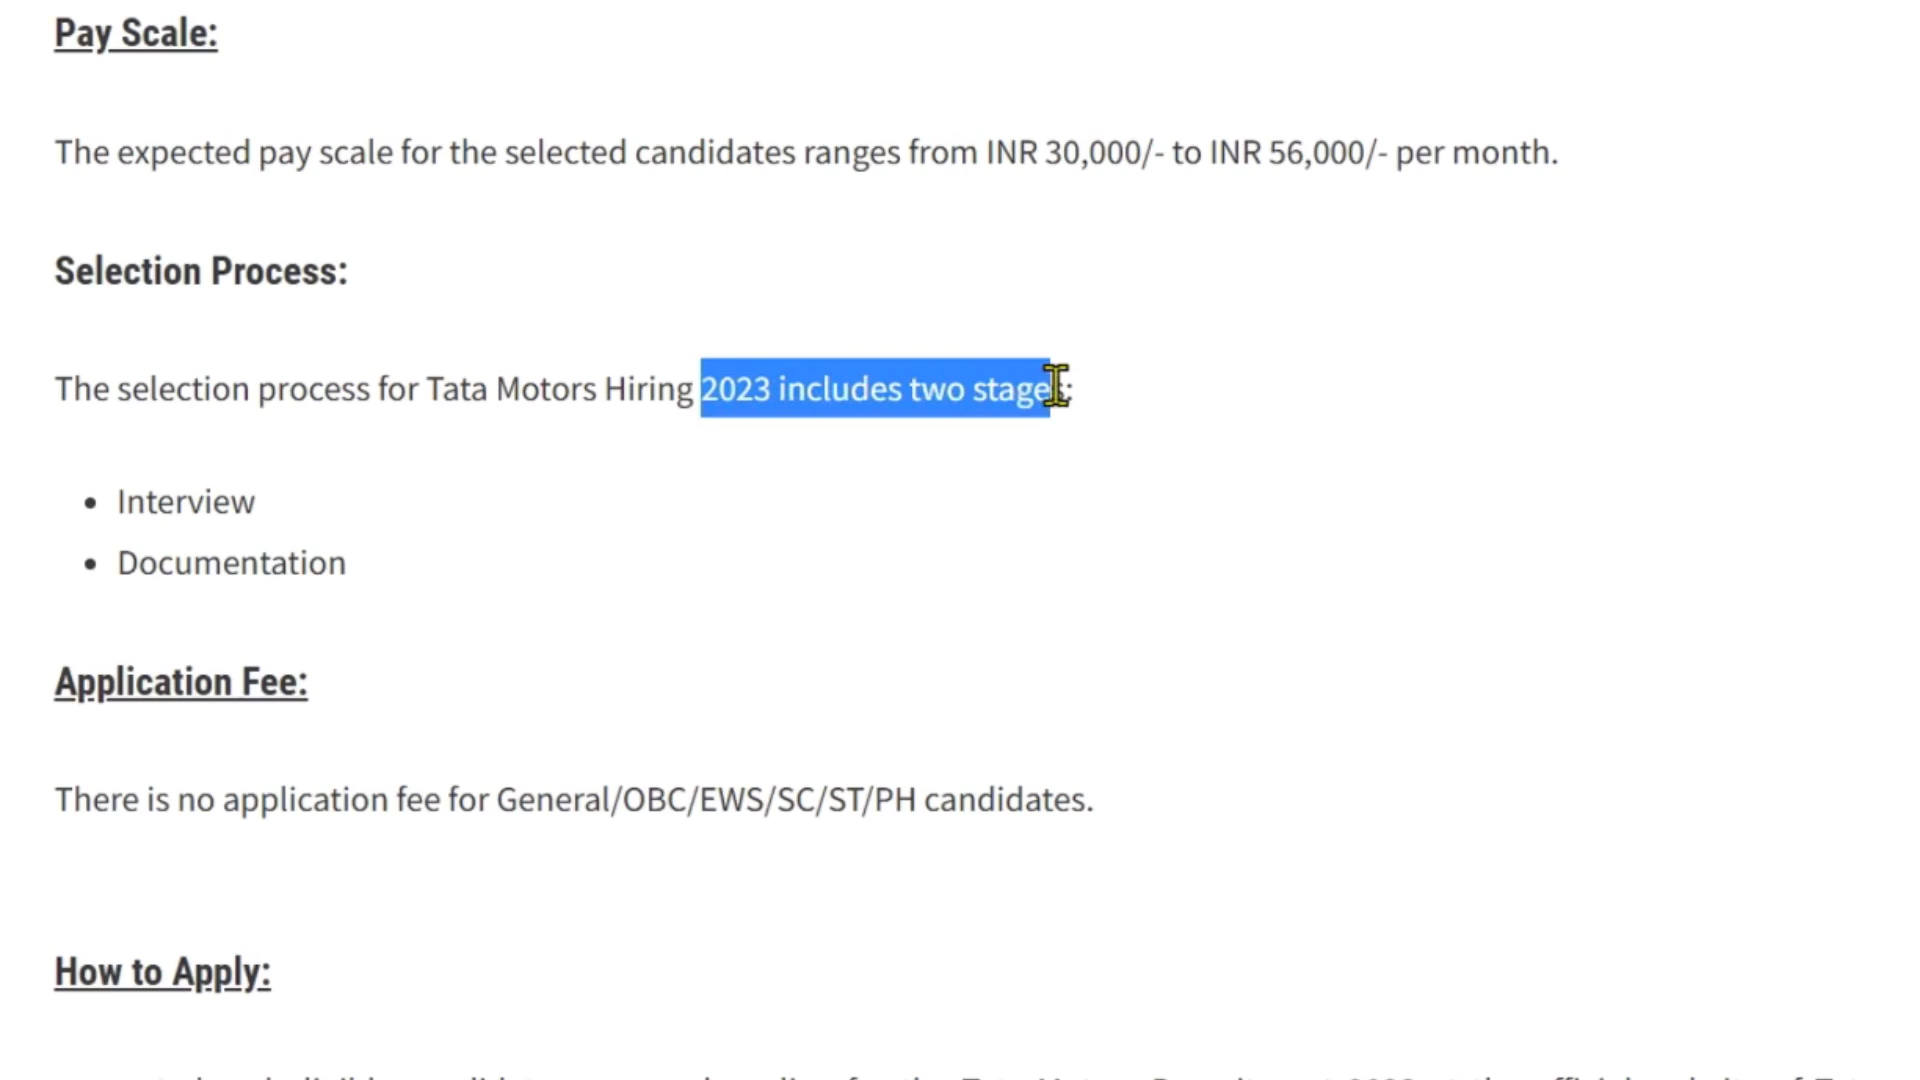 Pay Scale:
The expected pay scale for the selected candidates ranges from INR 30,000/- to INR 56,000/- per month.
Selection Process:
The selection process for Tata Motors Hiring 2023 includes two stages:
• Interview
• Documentation
Application Fee:
There is no application fee for General/OBC/EWS/SC/ST/PH candidates.
How to Apply: